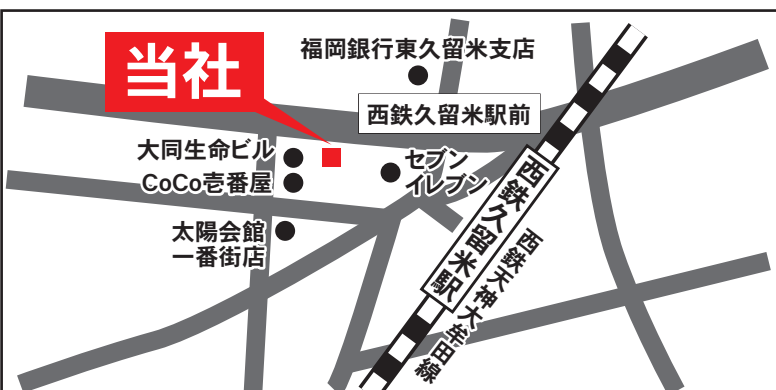 当社
福岡銀行東久留米支店
西鉄久留米駅前
大同生命ビル
CoCo壱番屋
セブン
イレブン
太陽会館
一番街店
西鉄久留米駅
西鉄天神大牟田線